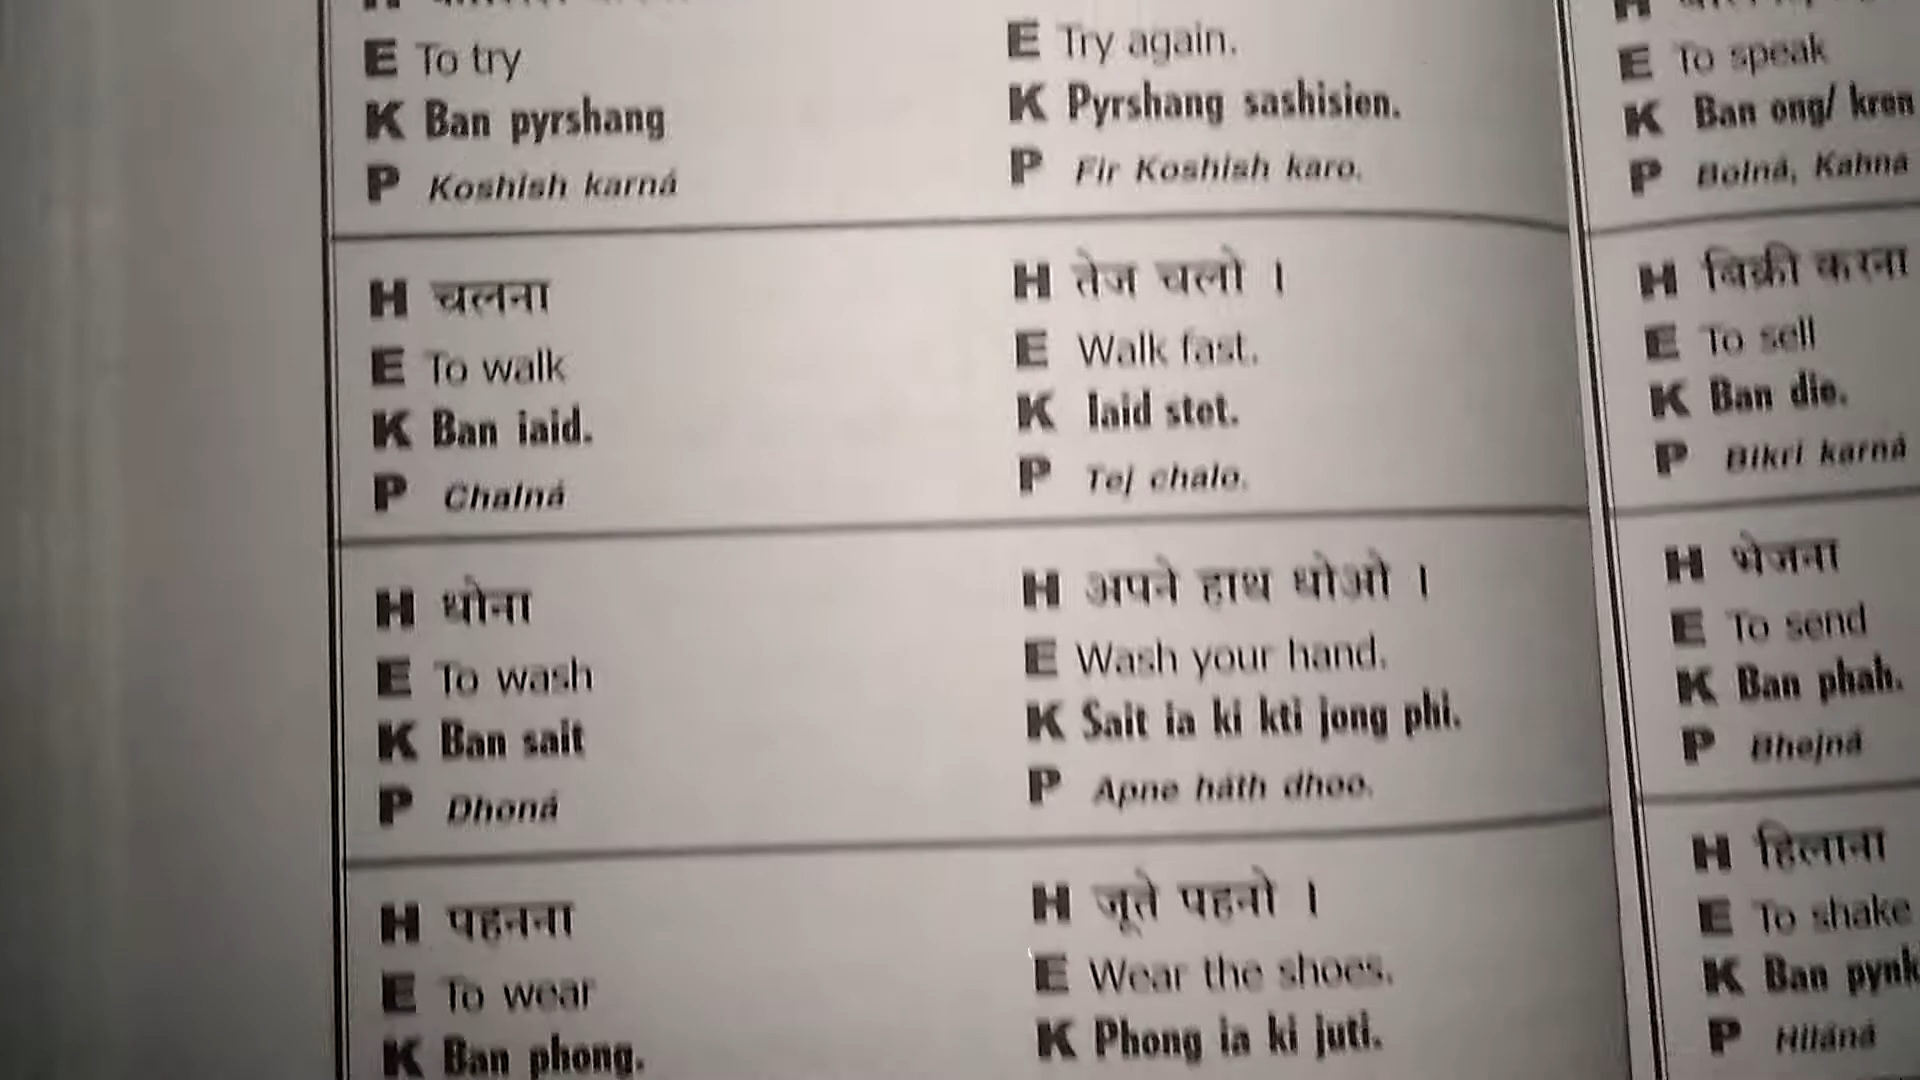 E To try
K Ban pyrshang
P Koshish karná
E Try again.
K Pyrshang sashisien.
P Fir Koshish karo.
H चलना
E To walk
K Ban iaid.
P Chalná
H तेज चलो ।
E Walk fast.
K Iaid stet.
P Tej chalo.
H धोना
E To wash
K Ban sait
P Dhoná
H अपने हाथ धोओ ।
E Wash your hand.
K Sait ia ki kti jong phi.
P Apne háth dhoo.
H पहनना
E To wear
K Ban phong.
H जूते पहनो ।
E Wear the shoes.
K Phong ia ki juti.
E To speak
K Ban ong/ kren
P Bolná, Kahná
H बिक्री करना
E To sell
K Ban die.
P Bikri karná
H भेजना
E To send
K Ban phah.
P Bhejná
H हिलाना
E To shake
K Ban
P Hiláná